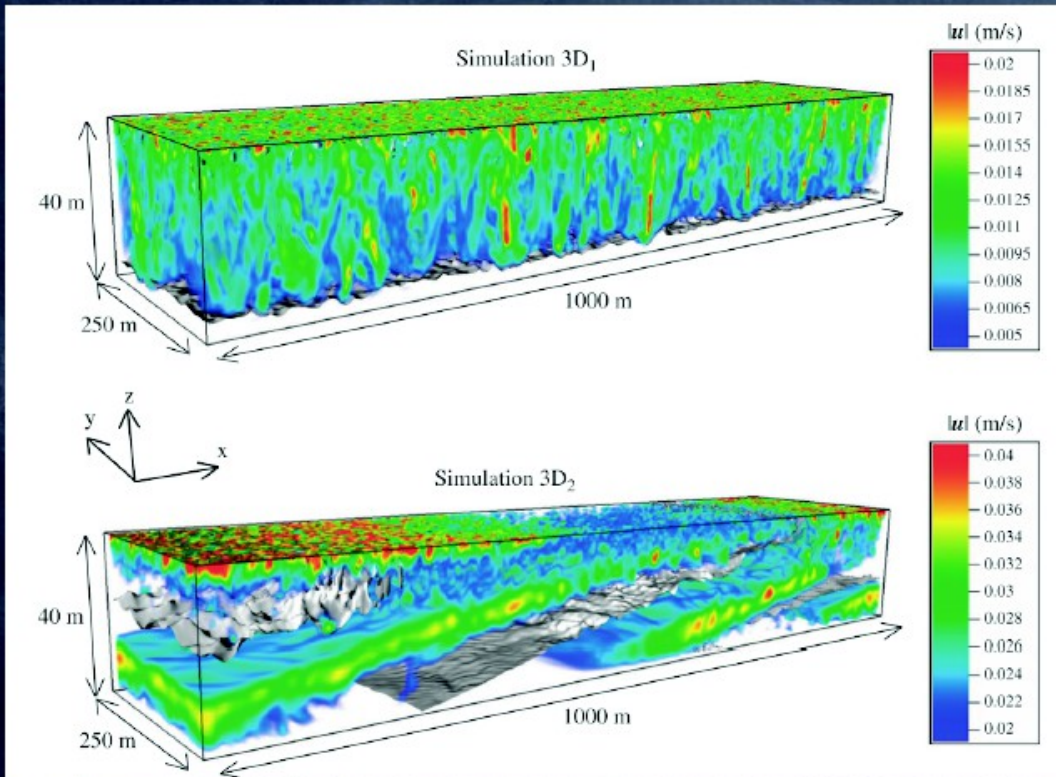 Simulation 3D₁
|u| (m/s)
0.02
0.0185
0.017
0.0155
0.014
0.0125
0.011
0.0095
0.008
0.0065
0.005
40 m
250 m
1000 m
z
y
x
Simulation 3D₂
|u| (m/s)
0.04
0.038
0.036
0.034
0.032
0.03
0.028
0.026
0.024
0.022
0.02
40 m
250 m
1000 m